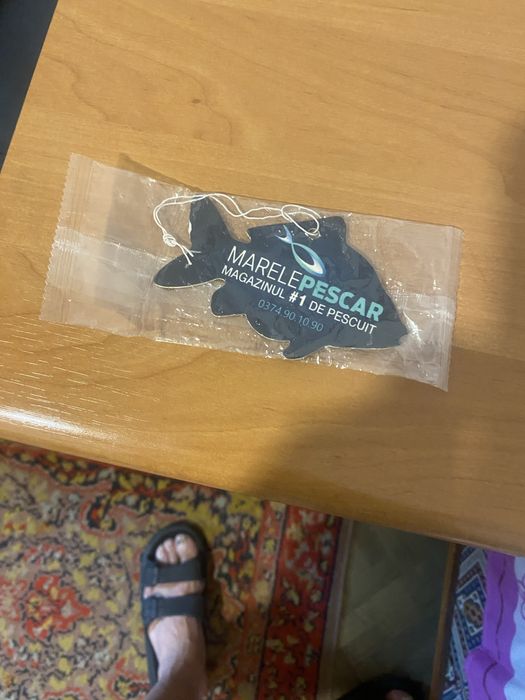 MARELEPESCAR
MAGAZINUL #1 DE PESCUIT
0374.90.10.90